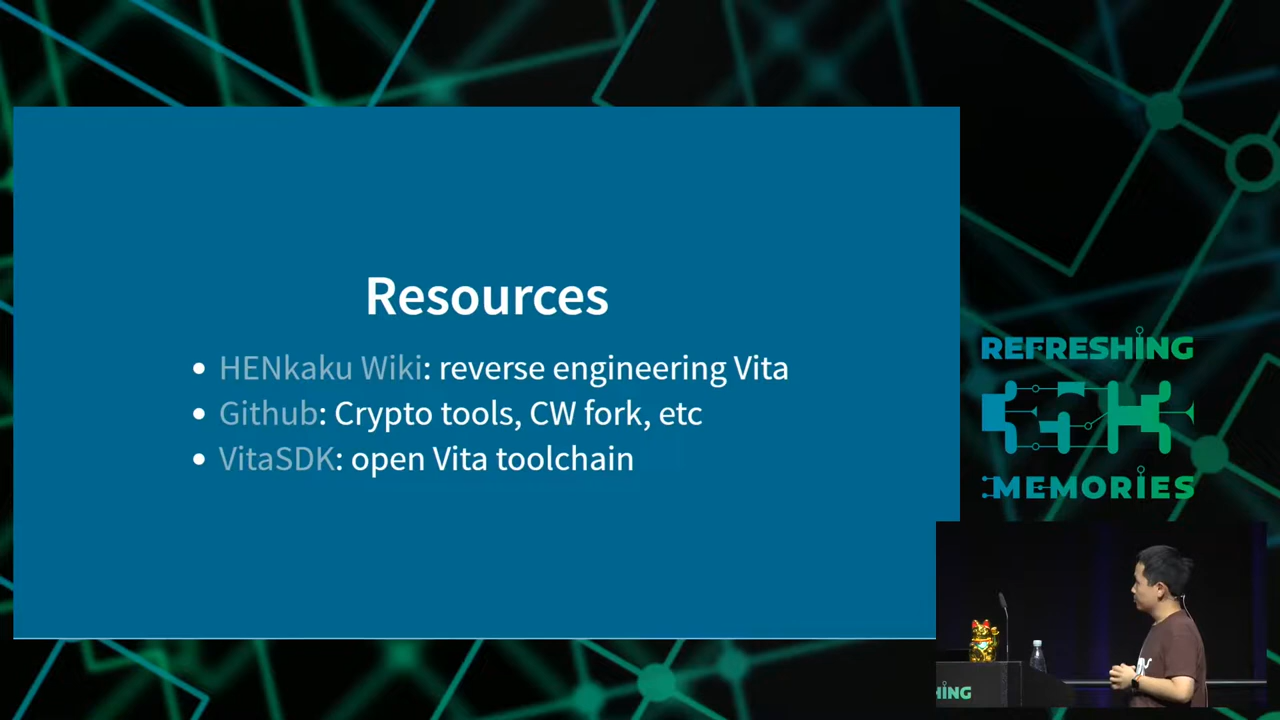 Resources
HENkaku Wiki: reverse engineering Vita
Github: Crypto tools, CW fork, etc
VitaSDK: open Vita toolchain
REFRESHING
MEMORIES
HING